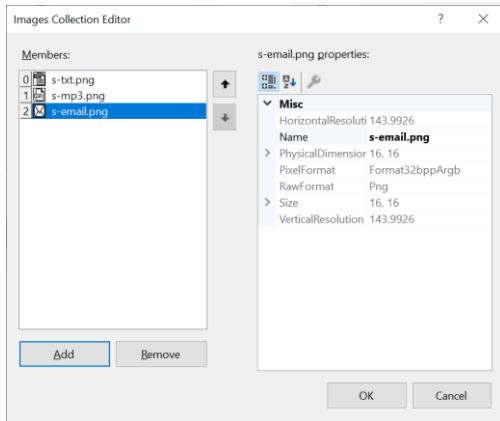 Images Collection Editor ? ×
Members:
0 s-txt.png
1 s-mp3.png
2 s-email.png
Add Remove
s-email.png properties:
Misc
HorizontalResoluti 143.9926
Name s-email.png
PhysicalDimension 16, 16
PixelFormat Format32bppArgb
RawFormat Png
Size 16, 16
VerticalResolution 143.9926
OK Cancel